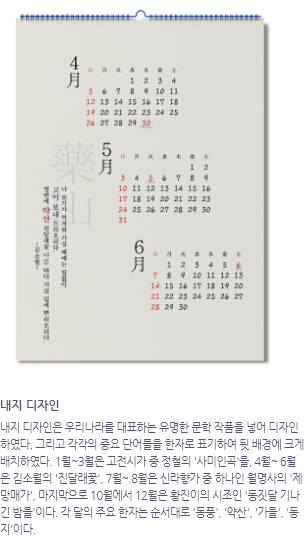 4月
日 月 火 水 木 金 土
1 2 3 4
5 6 7 8 9 10 11
12 13 14 15 16 17 18
19 20 21 22 23 24 25
26 27 28 29 30
5月
日 月 火 水 木 金 土
1 2
3 4 5 6 7 8 9
10 11 12 13 14 15 16
17 18 19 20 21 22 23
24 25 26 27 28 29 30
31
6月
日 月 火 水 木 金 土
1 2 3 4 5 6
7 8 9 10 11 12 13
14 15 16 17 18 19 20
21 22 23 24 25 26 27
28 29 30
藥山
나 보기가 역겨워 가실 때에는 말없이
고이 보내 드리오리다
영변에 약산 진달래꽃 아름 따다 가실 길에 뿌리오리다
-김소월-
내지 디자인
내지 디자인은 우리나라를 대표하는 유명한 문학 작품을 넣어 디자인
하였다. 그리고 각각의 중요 단어들을 한자로 표기하여 뒷 배경에 크게
배치하였다. 1월~3월은 고전시가 중 정철의 '사미인곡'을, 4월~ 6월
은 김소월의 '진달래꽃', 7월~ 8월은 신라향가 중 하나인 월명사의 '제
망매가', 마지막으로 10월에서 12월은 황진이의 시조인 '동짓달 기나
긴 밤을'이다. 각 달의 주요 한자는 순서대로 '동풍', '약산', '가을', '동
지'이다.